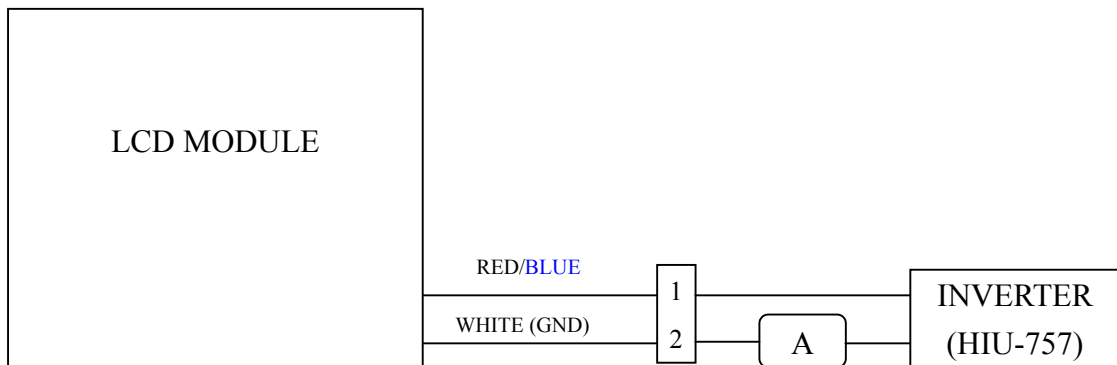 LCD MODULE
RED/BLUE
1
INVERTER
WHITE (GND)
2
A
(HIU-757)